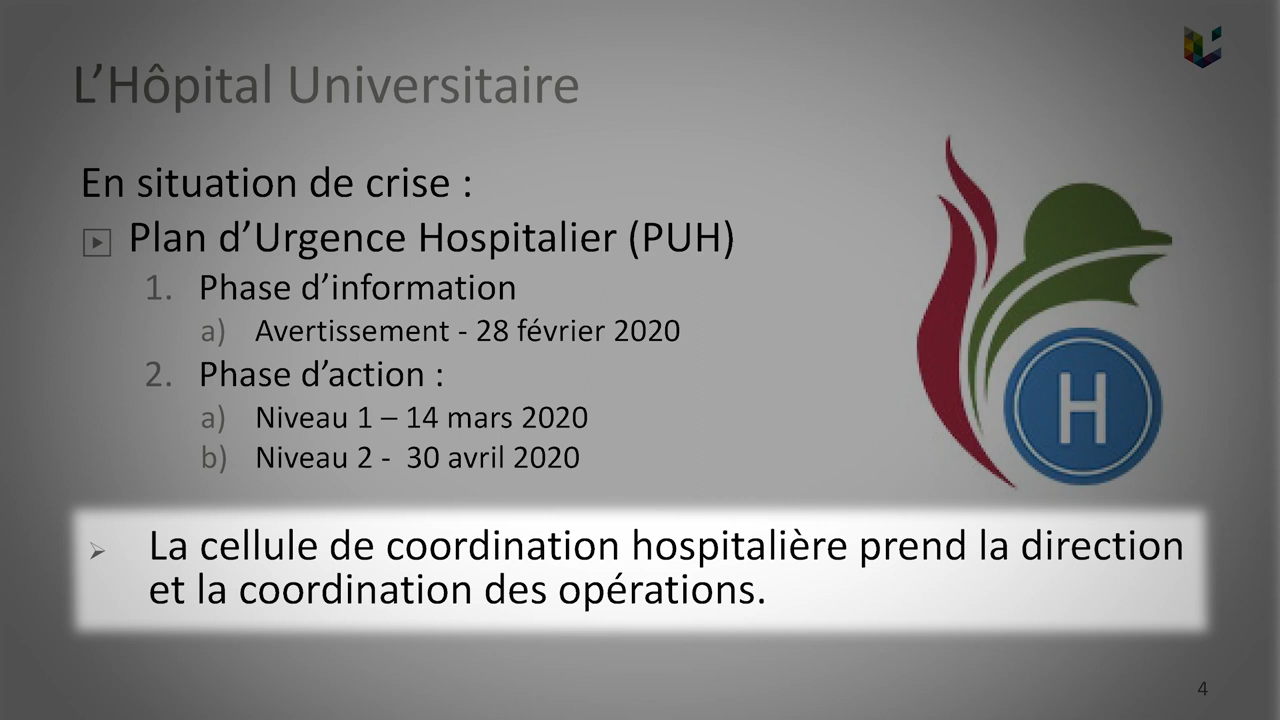 L’Hôpital Universitaire
En situation de crise :
Plan d’Urgence Hospitalier (PUH)
1. Phase d’information
a) Avertissement - 28 février 2020
2. Phase d’action :
a) Niveau 1 – 14 mars 2020
b) Niveau 2 - 30 avril 2020
H
La cellule de coordination hospitalière prend la direction
et la coordination des opérations.
4